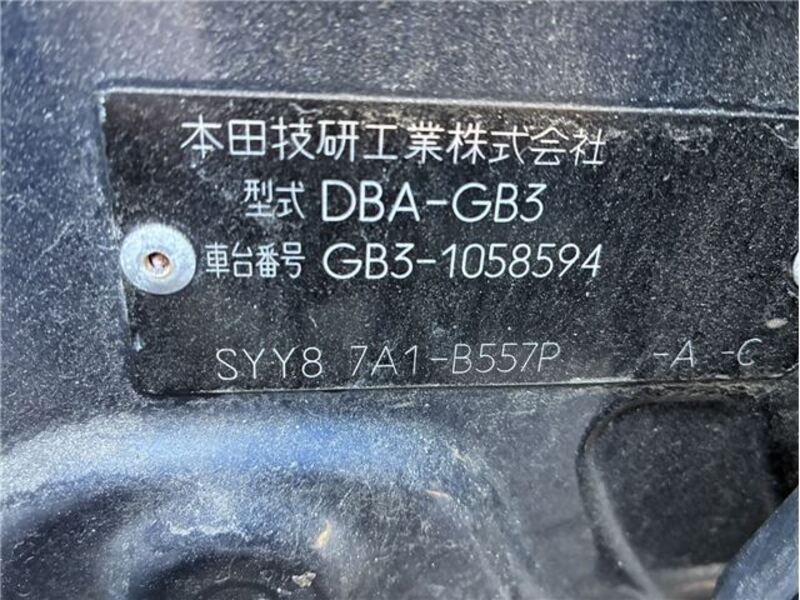 本田技研工業株式会社
型式 DBA-GB3
車台番号 GB3-1058594
SYY8 7A1-B557P -A -C